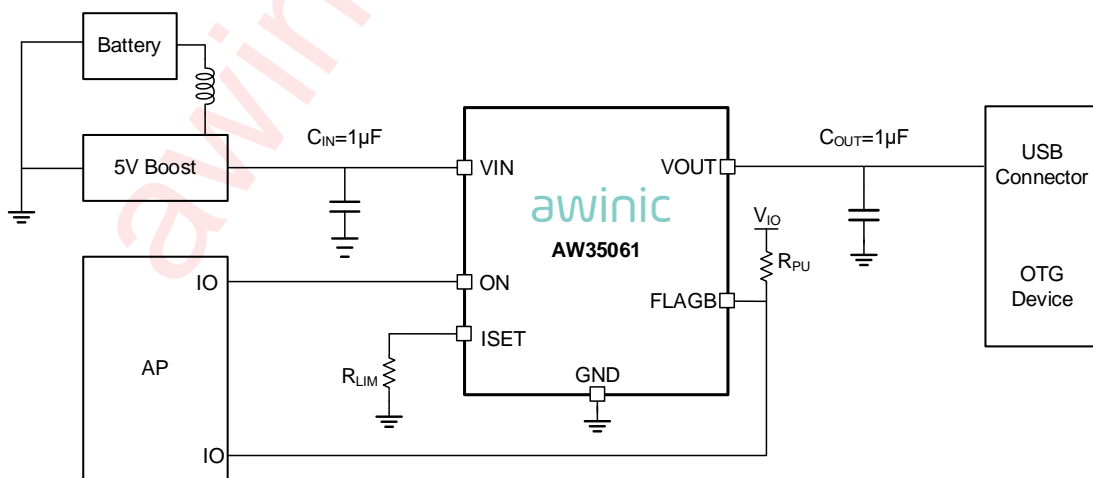 Battery
5V Boost
CIN=1µF
VIN
VOUT
COUT=1µF
USB
Connector
OTG
Device
awinic
AW35061
VIO
RPU
IO
ON
FLAGB
ISET
AP
RLIM
GND
IO
awin